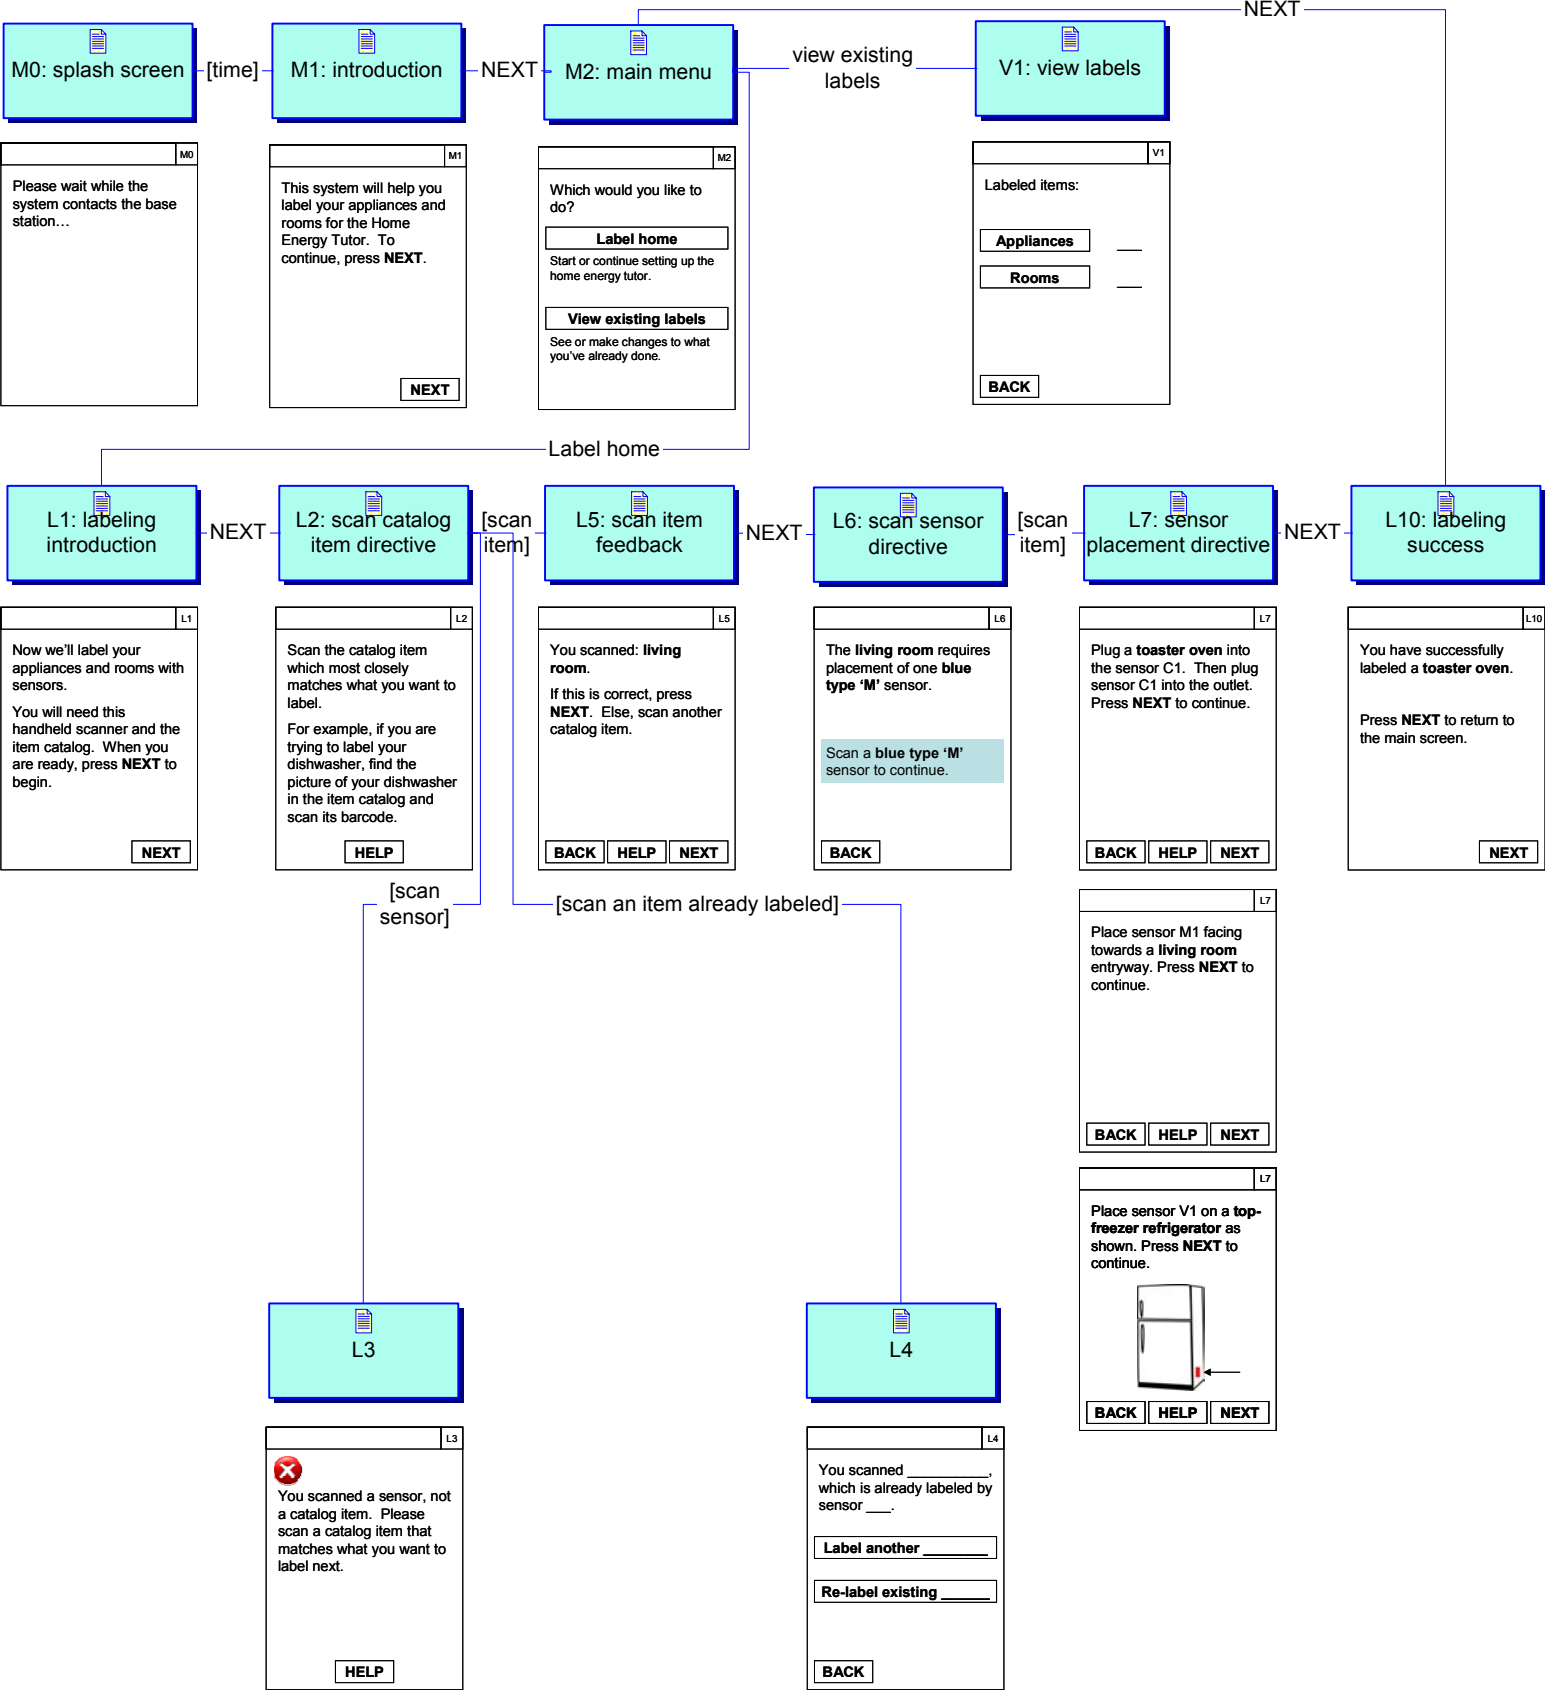 NEXT
M0: splash screen
[time]
M1: introduction
NEXT
M2: main menu
view existing
labels
V1: view labels
M0
Please wait while the
system contacts the base
station…
M1
This system will help you
label your appliances and
rooms for the Home
Energy Tutor.  To
continue, press NEXT.
NEXT
M2
Which would you like to
do?
Label home
Start or continue setting up the
home energy tutor.
View existing labels
See or make changes to what
you've already done.
V1
Labeled items:
Appliances ___
Rooms ___
BACK
Label home
L1: labeling
introduction
NEXT
L2: scan catalog
item directive
[scan
item]
L5: scan item
feedback
NEXT
L6: scan sensor
directive
[scan
item]
L7: sensor
placement directive
NEXT
L10: labeling
success
L1
Now we'll label your
appliances and rooms with
sensors.
You will need this
handheld scanner and the
item catalog.  When you
are ready, press NEXT to
begin.
NEXT
L2
Scan the catalog item
which most closely
matches what you want to
label.
For example, if you are
trying to label your
dishwasher, find the
picture of your dishwasher
in the item catalog and
scan its barcode.
HELP
L5
You scanned: living
room.
If this is correct, press
NEXT.  Else, scan another
catalog item.
BACK HELP NEXT
L6
The living room requires
placement of one blue
type ‘M’ sensor.
Scan a blue type ‘M’
sensor to continue.
BACK
L7
Plug a toaster oven into
the sensor C1.  Then plug
sensor C1 into the outlet.
Press NEXT to continue.
BACK HELP NEXT
L10
You have successfully
labeled a toaster oven.
Press NEXT to return to
the main screen.
NEXT
[scan
sensor]
[scan an item already labeled]
L7
Place sensor M1 facing
towards a living room
entryway. Press NEXT to
continue.
BACK HELP NEXT
L7
Place sensor V1 on a top-
freezer refrigerator as
shown. Press NEXT to
continue.
BACK HELP NEXT
L3
L4
L3
You scanned a sensor, not
a catalog item.  Please
scan a catalog item that
matches what you want to
label next.
HELP
L4
You scanned __________,
which is already labeled by
sensor ___.
Label another ________
Re-label existing ______
BACK